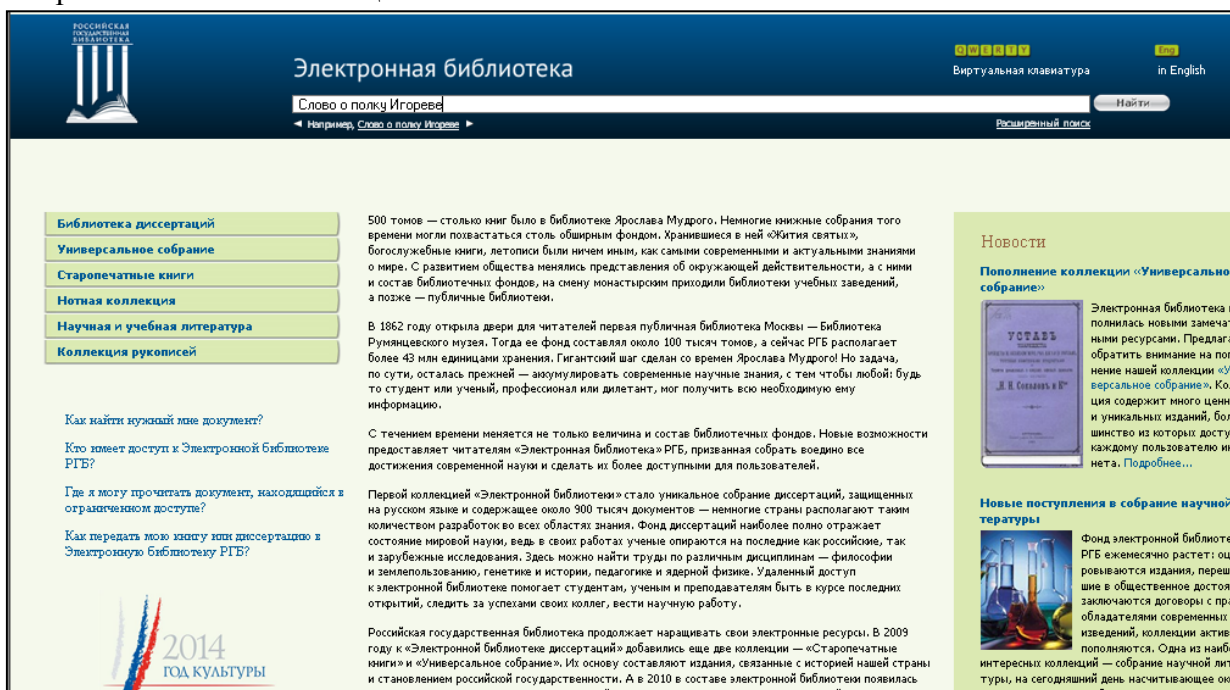 РОССИЙСКАЯ
ГОСУДАРСТВЕННАЯ
БИБЛИОТЕКА
Электронная библиотека
QWERTY
Виртуальная клавиатура
Eng
in English
Слово о полку Игореве
Найти
◄ Например, Слово о полку Игореве ►
Расширенный поиск
Библиотека диссертаций
Универсальное собрание
Старопечатные книги
Нотная коллекция
Научная и учебная литература
Коллекция рукописей
Как найти нужный мне документ?
Кто имеет доступ к Электронной библиотеке
РГБ?
Где я могу прочитать документ, находящийся в
ограниченном доступе?
Как передать мою книгу или диссертацию в
Электронную библиотеку РГБ?
2014
ГОД КУЛЬТУРЫ
500 томов — столько книг было в библиотеке Ярослава Мудрого. Немногие книжные собрания того
времени могли похвастаться столь обширным фондом. Хранившиеся в ней «Жития святых»,
богослужебные книги, летописи были ничем иным, как самыми современными и актуальными знаниями
о мире. С развитием общества менялись представления об окружающей действительности, а с ними
и состав библиотечных фондов, на смену монастырским приходили библиотеки учебных заведений,
а позже — публичные библиотеки.
В 1862 году открыла двери для читателей первая публичная библиотека Москвы — Библиотека
Румянцевского музея. Тогда ее фонд составлял около 100 тысяч томов, а сейчас РГБ располагает
более 43 млн единицами хранения. Гигантский шаг сделан со времен Ярослава Мудрого! Но задача,
по сути, осталась прежней — аккумулировать современные научные знания, с тем чтобы любой: будь
то студент или ученый, профессионал или дилетант, мог получить всю необходимую ему
информацию.
С течением времени меняется не только величина и состав библиотечных фондов. Новые возможности
предоставляет читателям «Электронная библиотека» РГБ, призванная собрать воедино все
достижения современной науки и сделать их более доступными для пользователей.
Первой коллекцией «Электронной библиотеки» стало уникальное собрание диссертаций, защищенных
на русском языке и содержащее около 900 тысяч документов — немногие страны располагают таким
количеством разработок во всех областях знания. Фонд диссертаций наиболее полно отражает
состояние мировой науки, ведь в своих работах ученые опираются на последние как российские, так
и зарубежные исследования. Здесь можно найти труды по различным дисциплинам — философии
и землепользованию, генетике и истории, педагогике и ядерной физике. Удаленный доступ
к электронной библиотеке помогает студентам, ученым и преподавателям быть в курсе последних
открытий, следить за успехами своих коллег, вести научную работу.
Российская государственная библиотека продолжает наращивать свои электронные ресурсы. В 2009
году к «Электронной библиотеке диссертаций» добавились еще две коллекции — «Старопечатные
книги» и «Универсальное собрание». Их основу составляют издания, связанные с историей нашей страны
и становлением российской государственности. А в 2010 в составе электронной библиотеки появилась
Новости
Пополнение коллекции «Универсально
собрание»
УСТАВЪ
Электронная библиотека
полнилась новыми замеча
ными ресурсами. Предлага
обратить внимание на по
нение нашей коллекции «У
версальное собрание». Ко
ция содержит много ценн
и уникальных изданий, бол
шинство из которых досту
каждому пользователю ин
нета. Подробнее...
Новые поступления в собрание научной
тературы
Фонд электронной библиоте
РГБ ежемесячно растет: оц
ровываются издания, переш
шие в общественное достоя
заключаются договоры с пра
обладателями современных
изведений, коллекции актив
пополняются. Одна из наибо
интересных коллекций — собрание научной лит
туры, на сегодняшний день насчитывающее ок